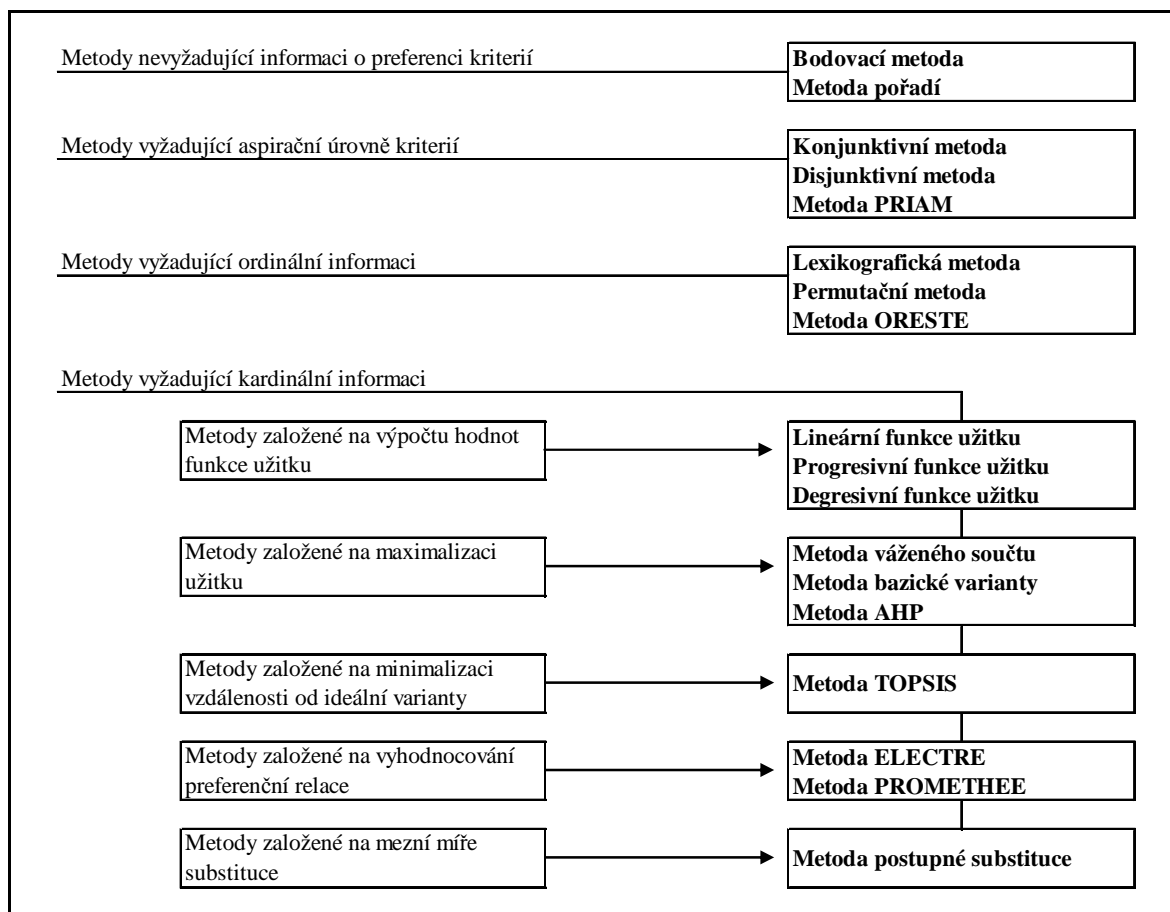 Metody nevyžadující informaci o preferenci kriterií
Bodovací metoda
Metoda pořadí
Metody vyžadující aspirační úrovně kriterií
Konjunktivní metoda
Disjunktivní metoda
Metoda PRIAM
Metody vyžadující ordinální informaci
Lexikografická metoda
Permutační metoda
Metoda ORESTE
Metody vyžadující kardinální informaci
Metody založené na výpočtu hodnot
funkce užitku
Lineární funkce užitku
Progresivní funkce užitku
Degresivní funkce užitku
Metody založené na maximalizaci
užitku
Metoda váženého součtu
Metoda bazické varianty
Metoda AHP
Metody založené na minimalizaci
vzdálenosti od ideální varianty
Metoda TOPSIS
Metody založené na vyhodnocování
preferenční relace
Metoda ELECTRE
Metoda PROMETHEE
Metody založené na mezní míře
substituce
Metoda postupné substituce